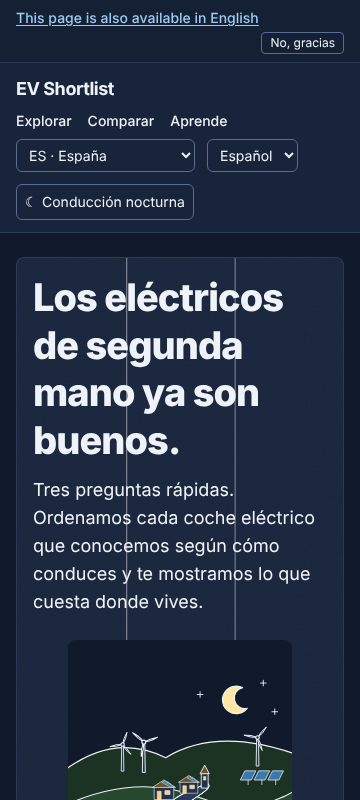 This page is also available in English
No, gracias
EV Shortlist
Explorar Comparar Aprende
ES · España Español
☾ Conducción nocturna
Los eléctricos
de segunda
mano ya son
buenos.
Tres preguntas rápidas.
Ordenamos cada coche eléctrico
que conocemos según cómo
conduces y te mostramos lo que
cuesta donde vives.